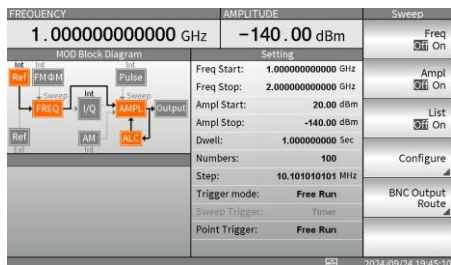 FREQUENCY
AMPLITUDE
Sweep
1.000000000000 GHz
-140.00 dBm
Freq
Off On
MOD Block Diagram
Setting
Int
Int
Ref
FMΦM
Pulse
Sweep
Int
Sweep
FREQ
I/Q
AMPL
Output
Ref
AM
ALC
Ext
Int
Freq Start: 1.000000000000 GHz
Freq Stop: 2.000000000000 GHz
Ampl Start: 20.00 dBm
Ampl Stop: -140.00 dBm
Dwell: 1.000000000 Sec
Numbers: 100
Step: 10.101010101 MHz
Trigger mode: Free Run
Sweep Trigger: Timer
Point Trigger: Free Run
Ampl
Off On
List
Off On
Configure
BNC Output
Route
2024/09/24 19:45:10